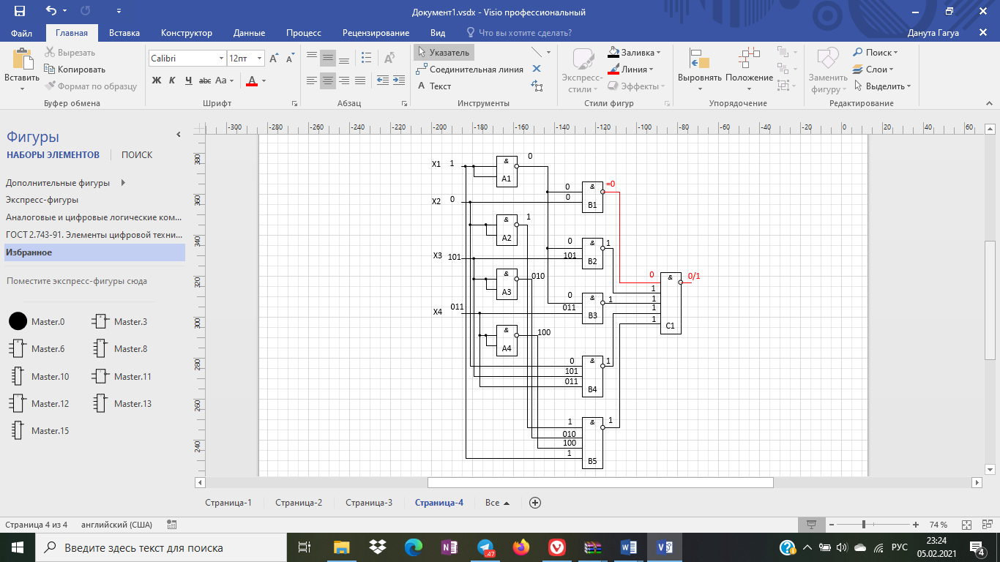 Документ1.vsdx - Visio профессиональный
Файл Главная Вставка Конструктор Данные Процесс Рецензирование Вид Что вы хотите сделать? Данута Гагуа
Вставить
Вырезать
Копировать
Формат по образцу
Буфер обмена
Calibri 12пт
Ж К Ч abc Aa A
Шрифт
Абзац
Указатель
Соединительная линия
Текст
Инструменты
Экспресс-
стили
Заливка
Линия
Эффекты
Стили фигур
Выровнять
Положение
Упорядочение
Заменить
фигуру
Поиск
Слои
Выделить
Редактирование
Фигуры
НАБОРЫ ЭЛЕМЕНТОВ ПОИСК
Дополнительные фигуры
Экспресс-фигуры
Аналоговые и цифровые логические ком...
ГОСТ 2.743-91. Элементы цифровой техни...
Избранное
Поместите экспресс-фигуры сюда
Master.0 Master.3
Master.6 Master.8
Master.10 Master.11
Master.12 Master.13
Master.15
-300 -280 -260 -240 -220 -200 -180 -160 -140 -120 -100 -80 -60 -40 -20 0 20 40 60
380
360
340
320
300
280
260
240
X1 1 & 0
A1
X2 0
0 & =0
0
B1
& 1
A2
X3 101
0 & 1
101
B2
& 010
A3
0 & 0/1
1
1
1
1
C1
X4 011
0 & 1
011
B3
& 100
A4
0 & 1
101
011
B4
1 & 1
010
100
1
B5
Страница-1 Страница-2 Страница-3 Страница-4 Все
Страница 4 из 4 английский (США) 74 %
Введите здесь текст для поиска
.47
РУС
23:24
05.02.2021
4